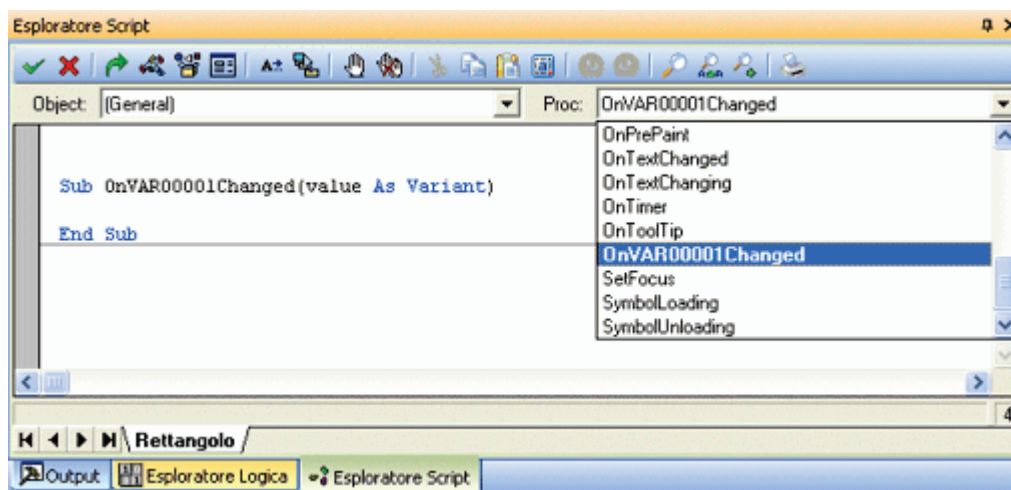 Esploratore Script
Object: (General) Proc: OnVAR00001Changed
OnPrePaint
OnTextChanged
OnTextChanging
OnTimer
OnToolTip
OnVAR00001Changed
SetFocus
SymbolLoading
SymbolUnloading
Sub OnVAR00001Changed(value As Variant)
End Sub
4
Rettangolo
Output Esploratore Logica Esploratore Script